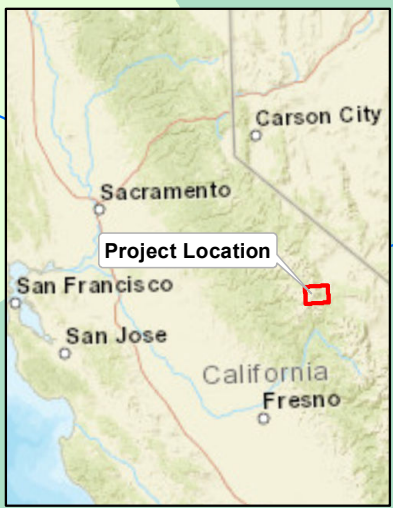 Carson City
Sacramento
Project Location
San Francisco
San Jose
California
Fresno